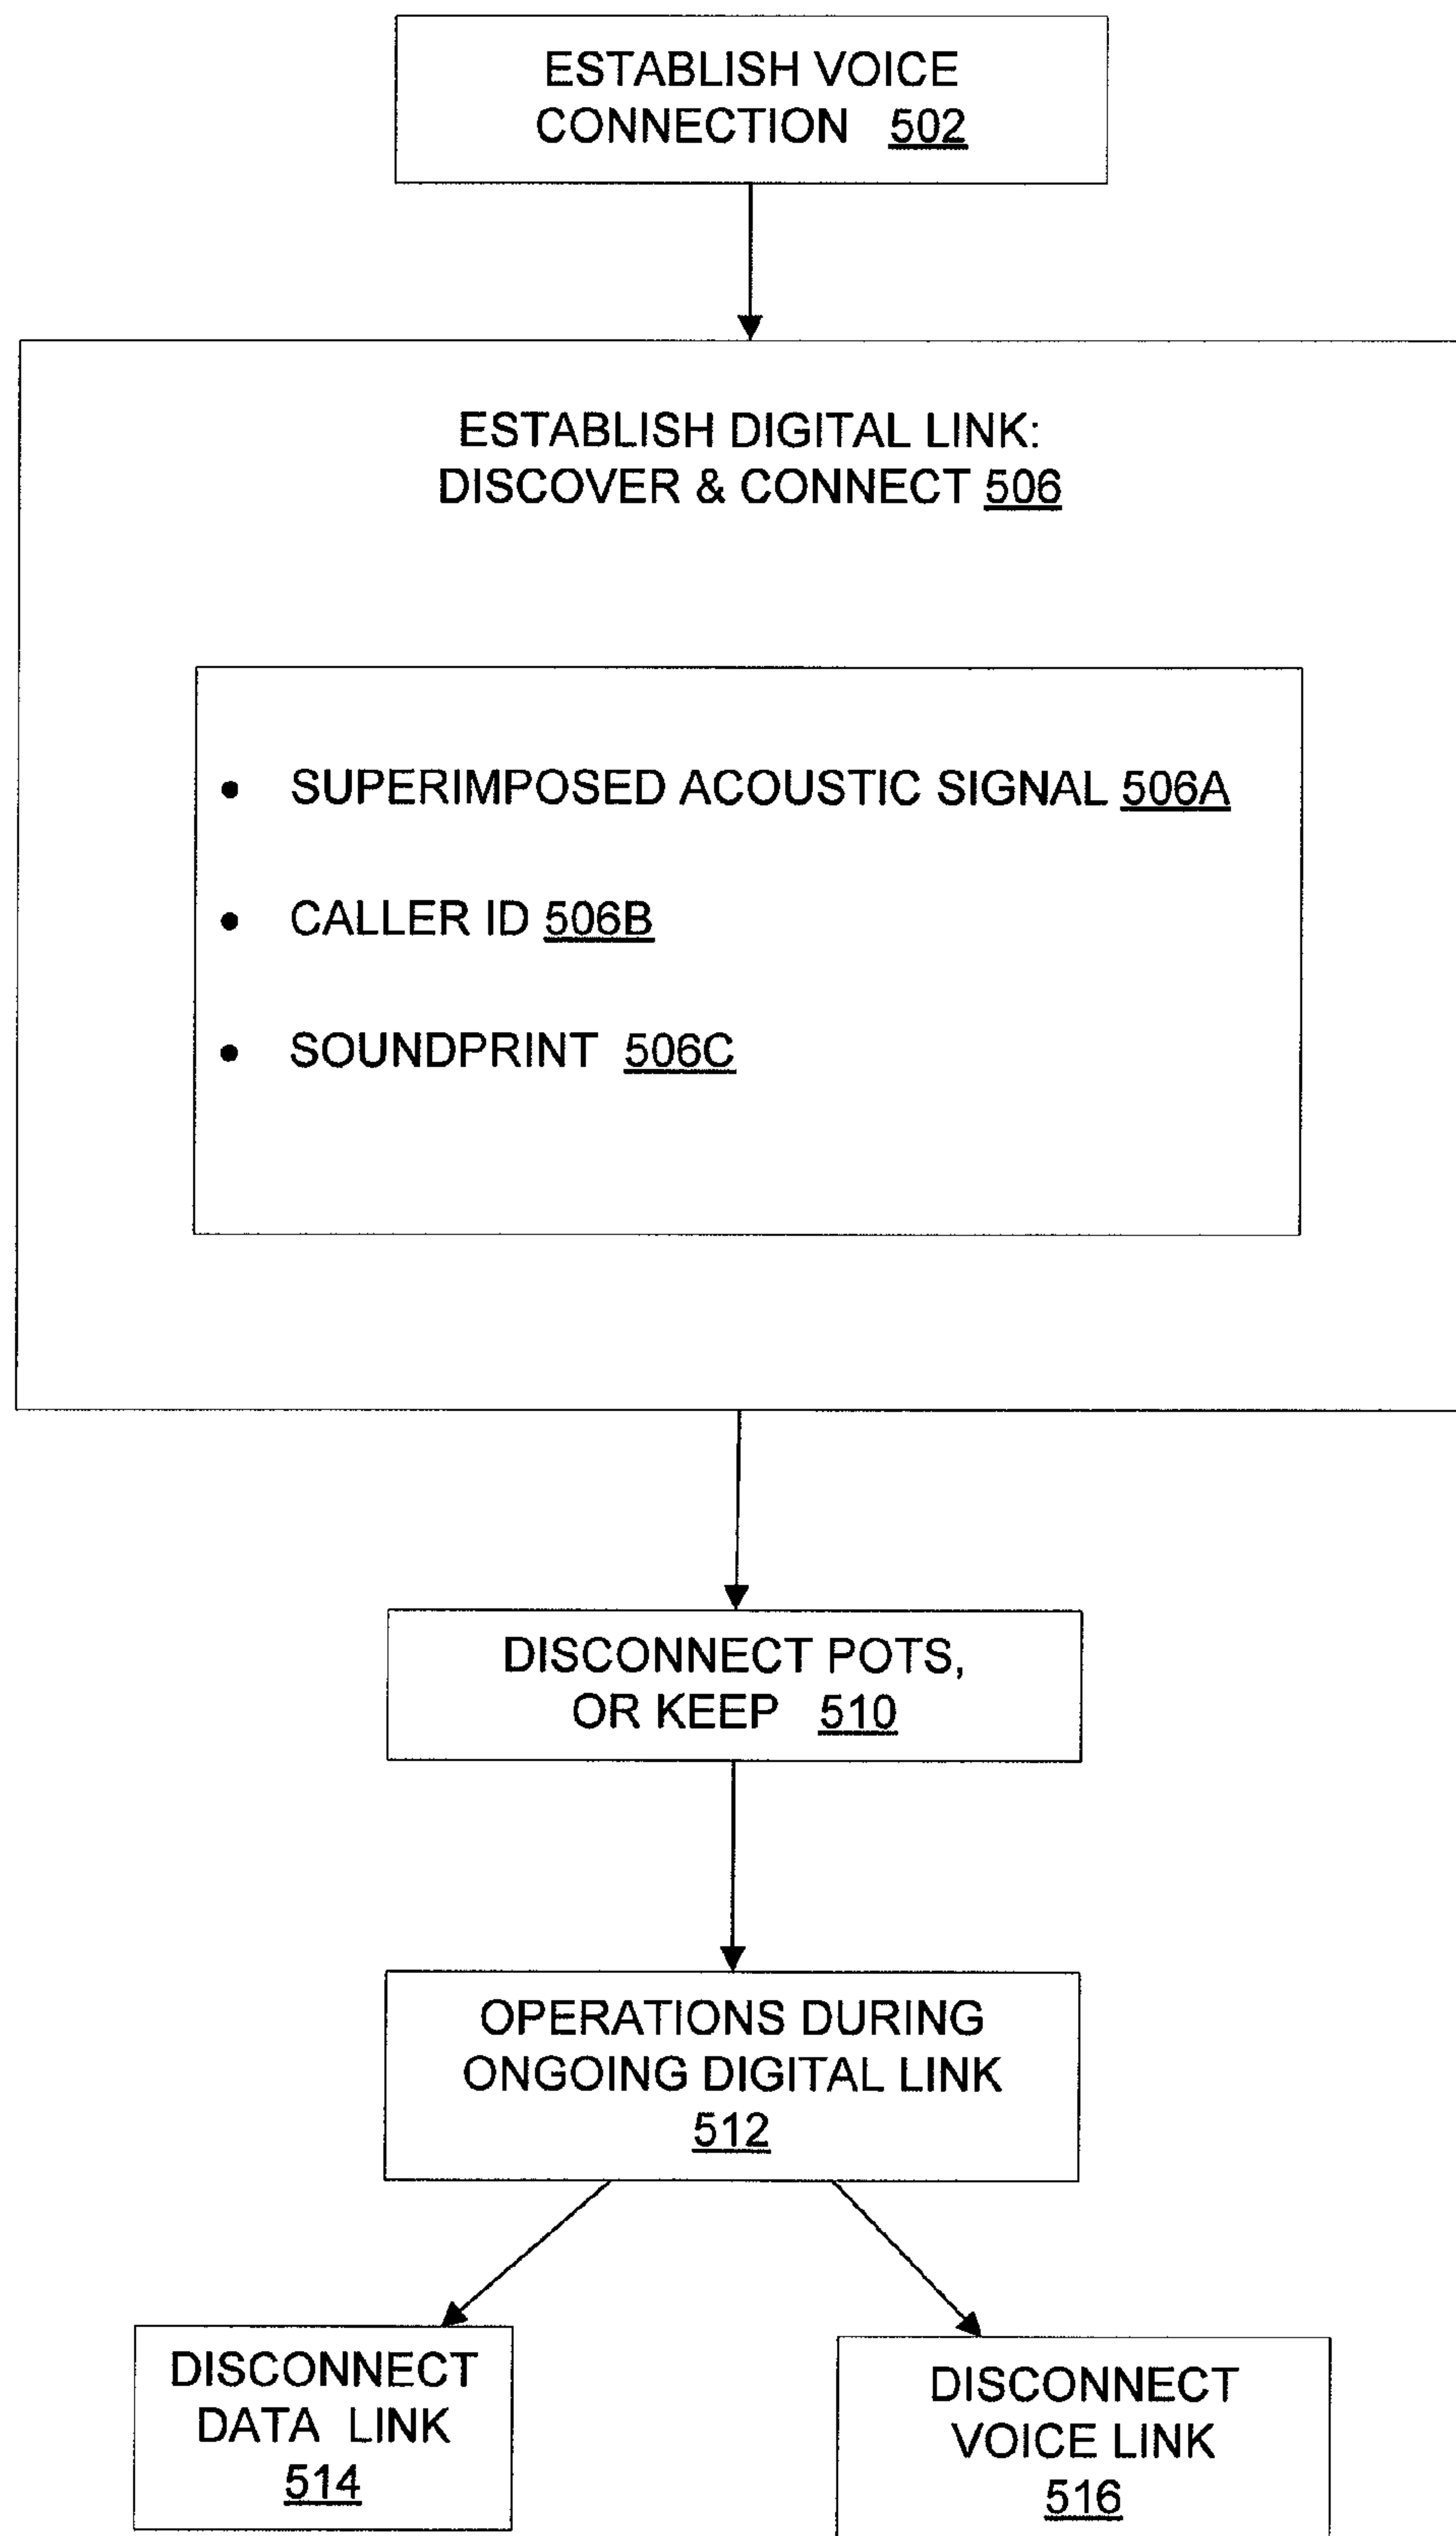 ESTABLISH VOICE
CONNECTION 502
ESTABLISH DIGITAL LINK:
DISCOVER & CONNECT 506
• SUPERIMPOSED ACOUSTIC SIGNAL 506A
• CALLER ID 506B
• SOUNDPRINT 506C
DISCONNECT POTS,
OR KEEP 510
OPERATIONS DURING
ONGOING DIGITAL LINK
512
DISCONNECT
DATA LINK
514
DISCONNECT
VOICE LINK
516